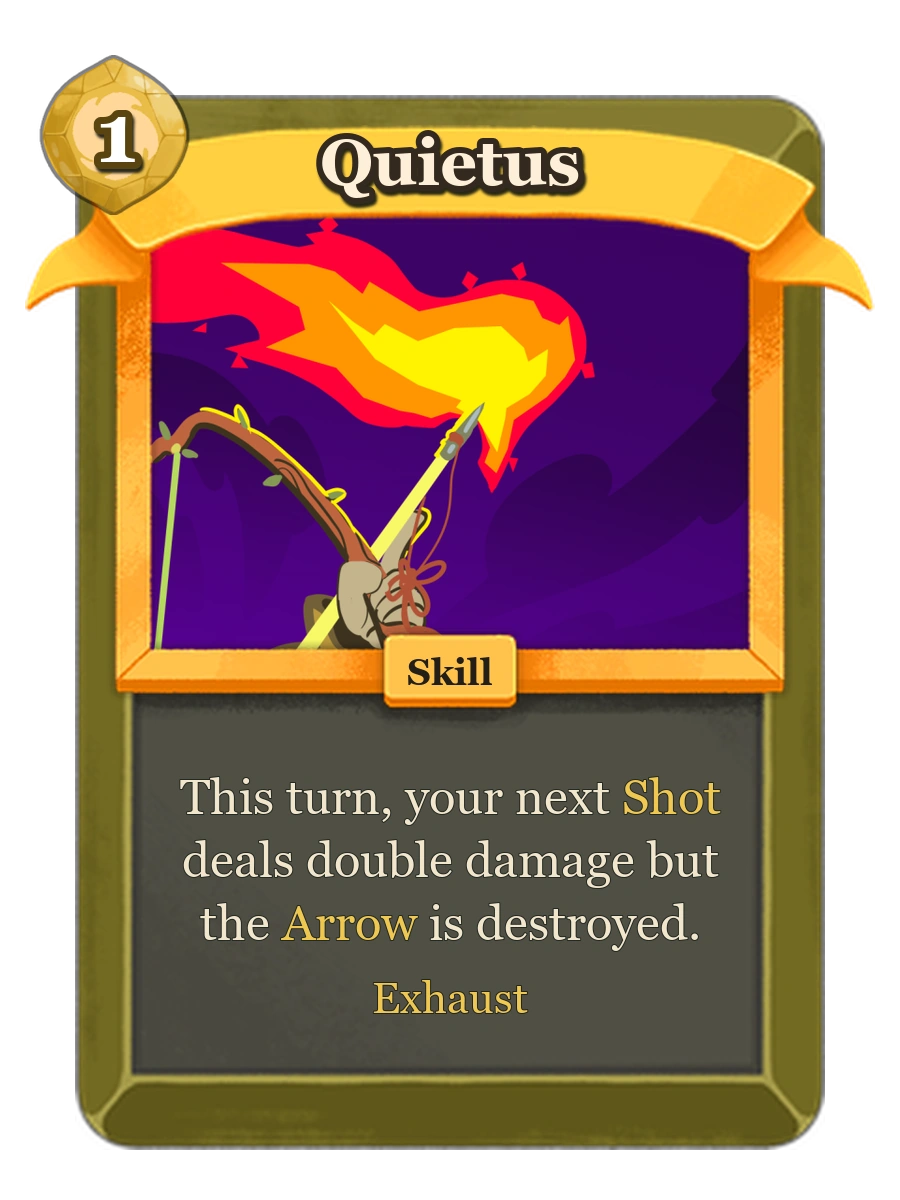 1
Quietus
Skill
This turn, your next Shot
deals double damage but
the Arrow is destroyed.
Exhaust